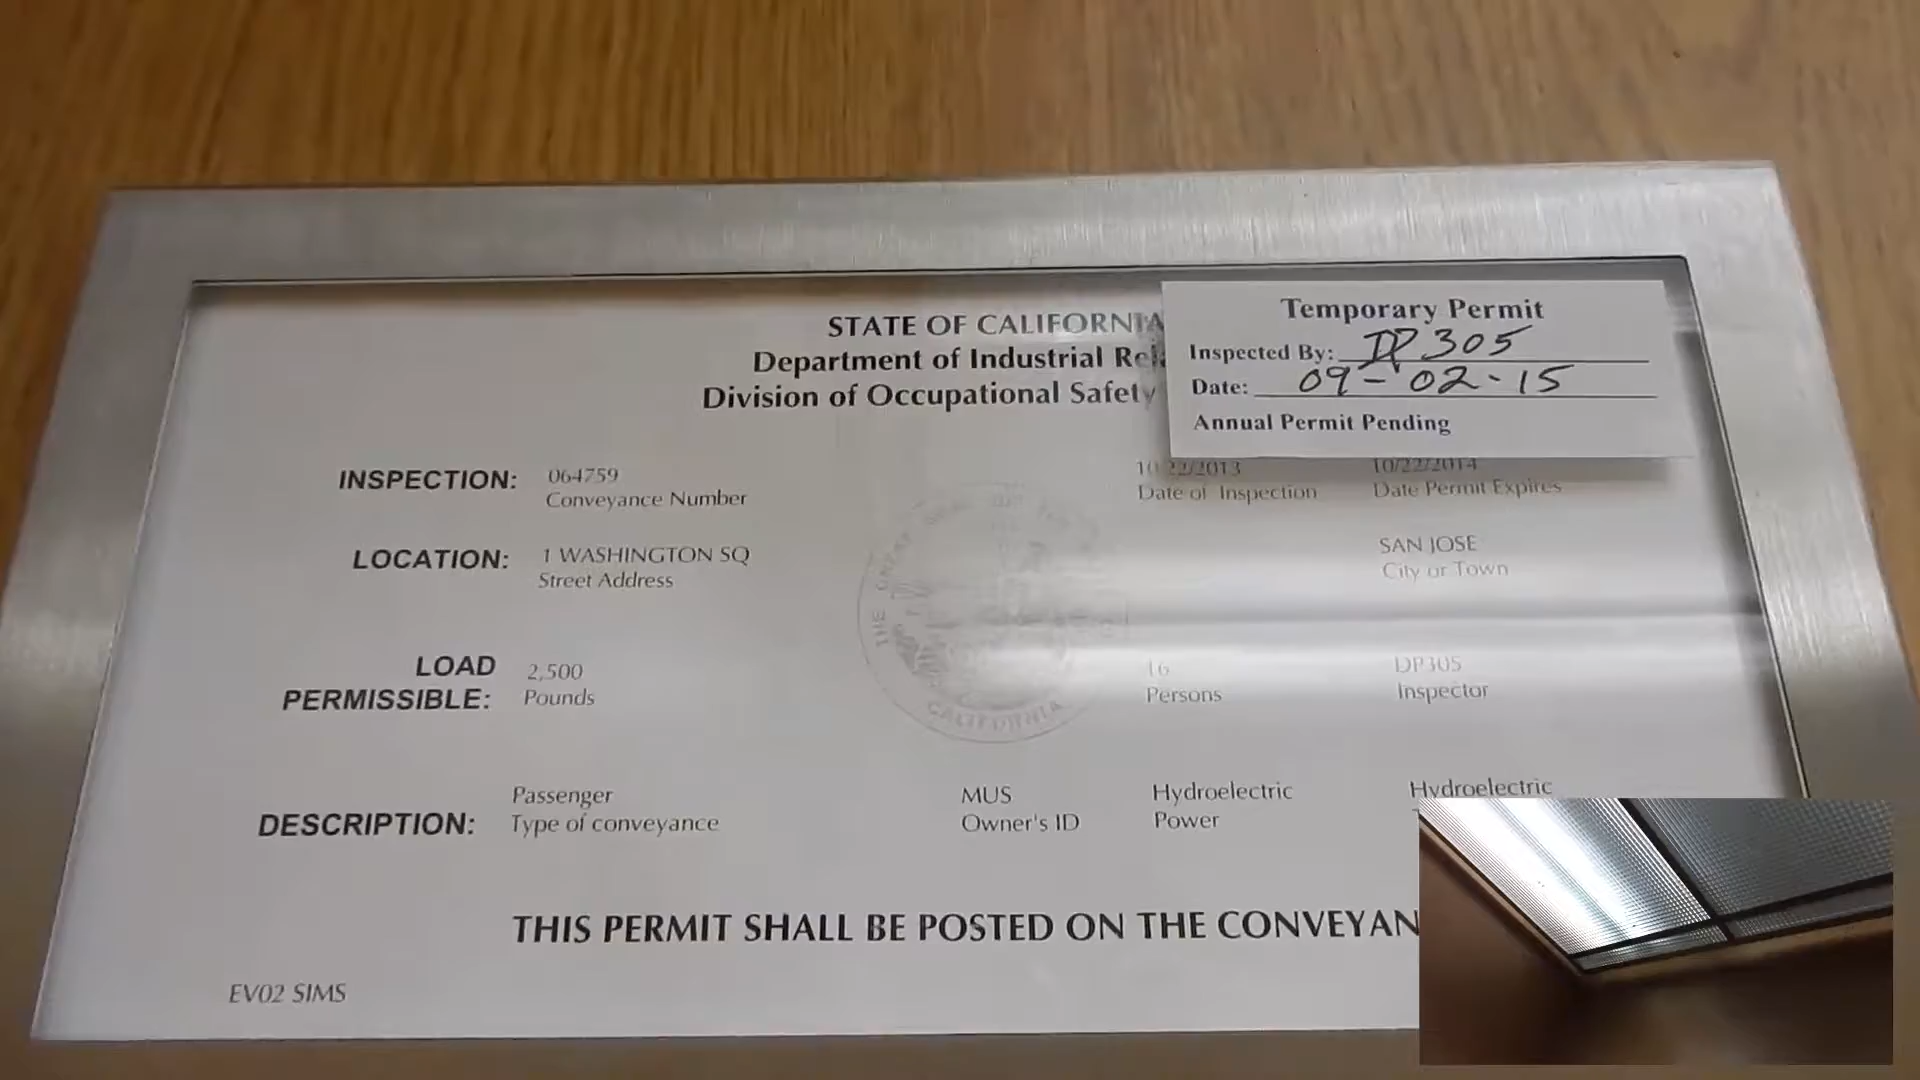 STATE OF CALIFORNIA
Department of Industrial Rel
Division of Occupational Safety
Temporary Permit
Inspected By: DP305
Date: 09-02-15
Annual Permit Pending
INSPECTION: 064759
Conveyance Number
10/22/2013
Date of Inspection
10/22/2014
Date Permit Expires
LOCATION: 1 WASHINGTON SQ
Street Address
SAN JOSE
City or Town
LOAD PERMISSIBLE: 2,500
Pounds
16
Persons
DP305
Inspector
DESCRIPTION: Passenger
Type of conveyance
MUS
Owner's ID
Hydroelectric
Power
Hydroelectric
THIS PERMIT SHALL BE POSTED ON THE CONVEYAN
EV02 SIMS
CALIFORNIA